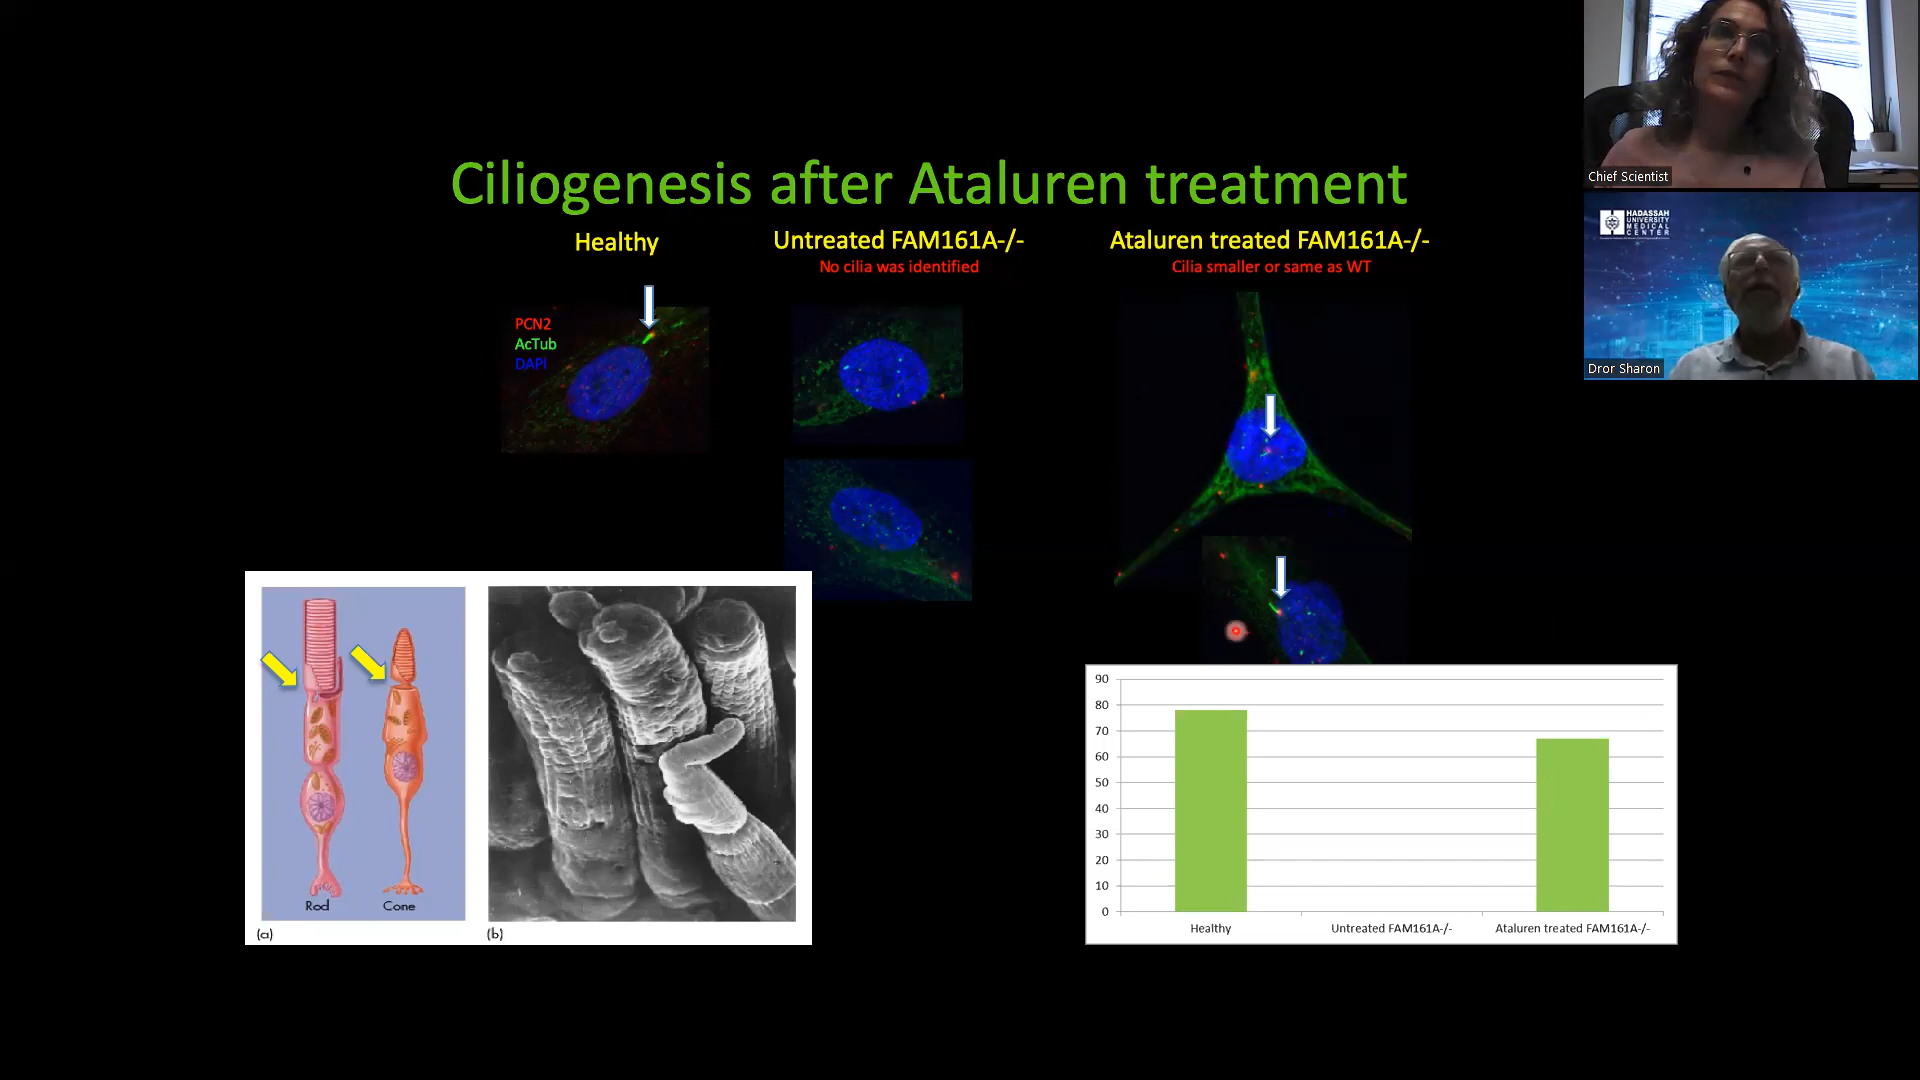 Ciliogenesis after Ataluren treatment
Healthy
Untreated FAM161A-/-
No cilia was identified
Ataluren treated FAM161A-/-
Cilia smaller or same as WT
PCN2
AcTub
DAPI
Rod
Cone
(a)
(b)
90
80
70
60
50
40
30
20
10
0
Healthy
Untreated FAM161A-/-
Ataluren treated FAM161A-/-
Chief Scientist
HADASSAH
UNIVERSITY
MEDICAL
CENTER
Dror Sharon